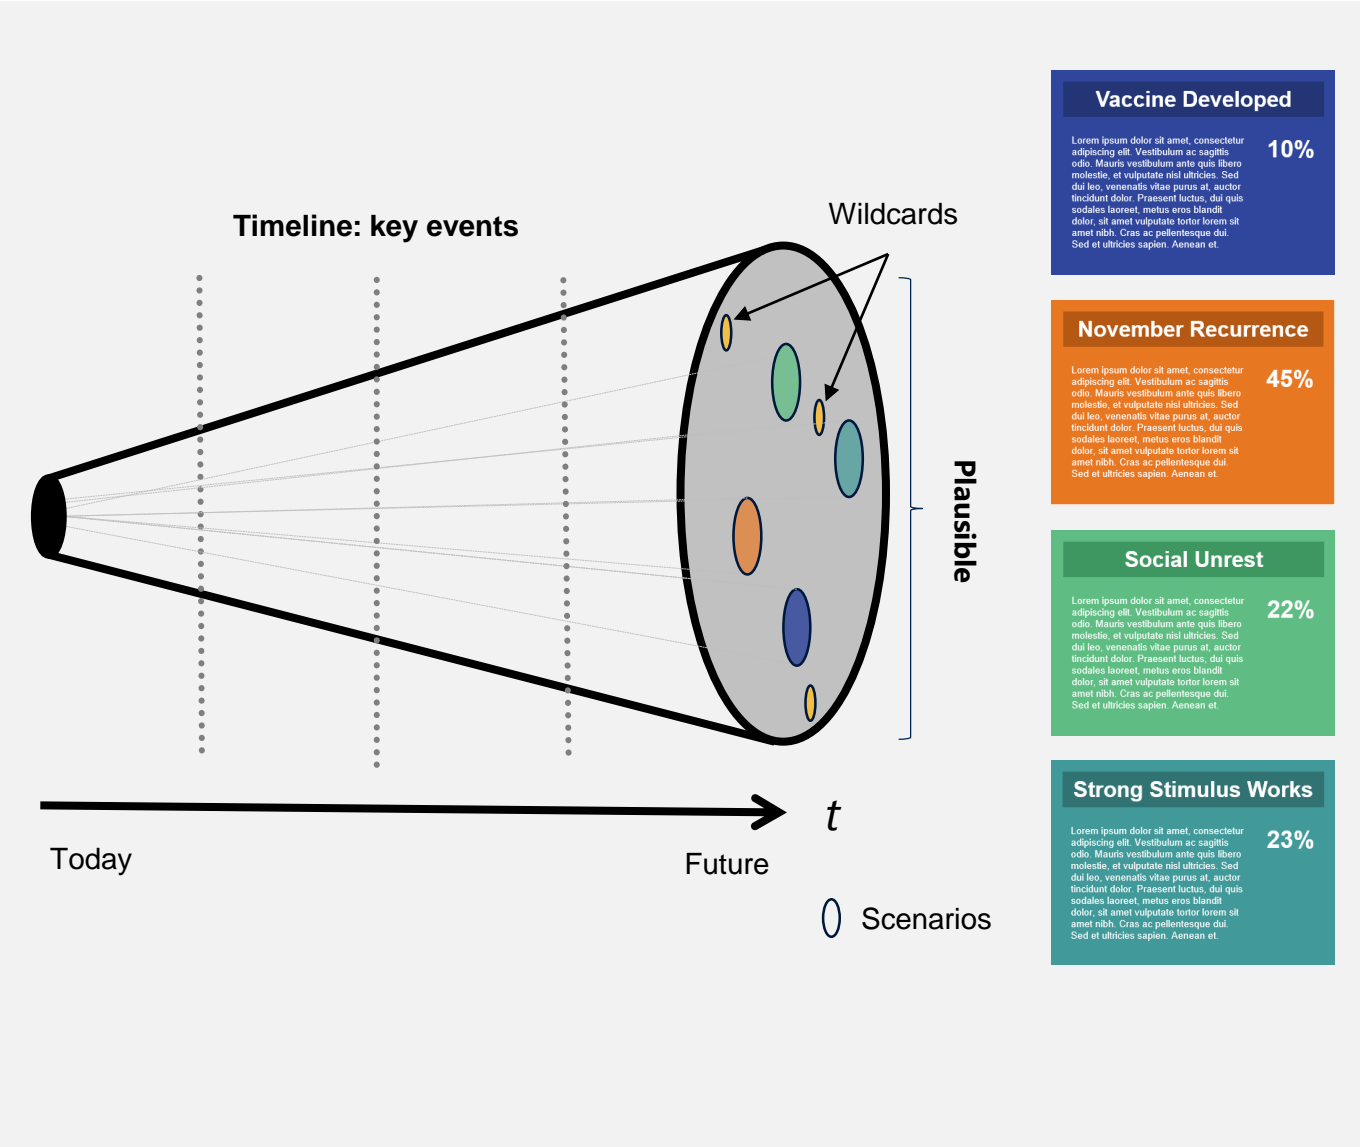 Timeline: key events
Wildcards
Plausible
t
Today
Future
Scenarios
Vaccine Developed
Lorem ipsum dolor sit amet, consectetur
adipiscing elit. Vestibulum ac sagittis
odio. Mauris vestibulum ante quis libero
molestie, et vulputate nisl ultricies. Sed
dui leo, venenatis vitae purus at, auctor
tincidunt dolor. Praesent luctus, dui quis
sodales laoreet, metus eros blandit
dolor, sit amet vulputate tortor lorem sit
amet nibh. Cras ac pellentesque dui.
Sed et ultricies sapien. Aenean et.
10%
November Recurrence
Lorem ipsum dolor sit amet, consectetur
adipiscing elit. Vestibulum ac sagittis
odio. Mauris vestibulum ante quis libero
molestie, et vulputate nisl ultricies. Sed
dui leo, venenatis vitae purus at, auctor
tincidunt dolor. Praesent luctus, dui quis
sodales laoreet, metus eros blandit
dolor, sit amet vulputate tortor lorem sit
amet nibh. Cras ac pellentesque dui.
Sed et ultricies sapien. Aenean et.
45%
Social Unrest
Lorem ipsum dolor sit amet, consectetur
adipiscing elit. Vestibulum ac sagittis
odio. Mauris vestibulum ante quis libero
molestie, et vulputate nisl ultricies. Sed
dui leo, venenatis vitae purus at, auctor
tincidunt dolor. Praesent luctus, dui quis
sodales laoreet, metus eros blandit
dolor, sit amet vulputate tortor lorem sit
amet nibh. Cras ac pellentesque dui.
Sed et ultricies sapien. Aenean et.
22%
Strong Stimulus Works
Lorem ipsum dolor sit amet, consectetur
adipiscing elit. Vestibulum ac sagittis
odio. Mauris vestibulum ante quis libero
molestie, et vulputate nisl ultricies. Sed
dui leo, venenatis vitae purus at, auctor
tincidunt dolor. Praesent luctus, dui quis
sodales laoreet, metus eros blandit
dolor, sit amet vulputate tortor lorem sit
amet nibh. Cras ac pellentesque dui.
Sed et ultricies sapien. Aenean et.
23%